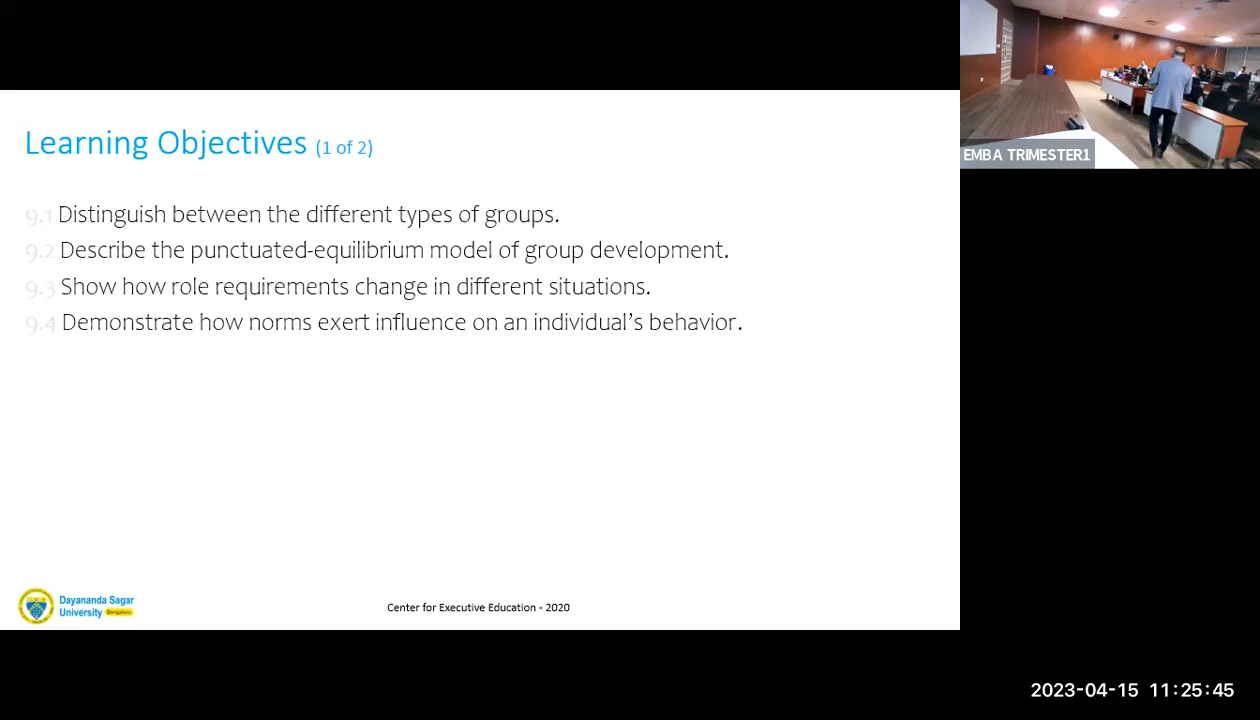 Learning Objectives (1 of 2)
9.1 Distinguish between the different types of groups.
9.2 Describe the punctuated-equilibrium model of group development.
9.3 Show how role requirements change in different situations.
9.4 Demonstrate how norms exert influence on an individual's behavior.
Dayananda Sagar
University Bengaluru
Center for Executive Education - 2020
EMBA TRIMESTER1
2023-04-15 11:25:45